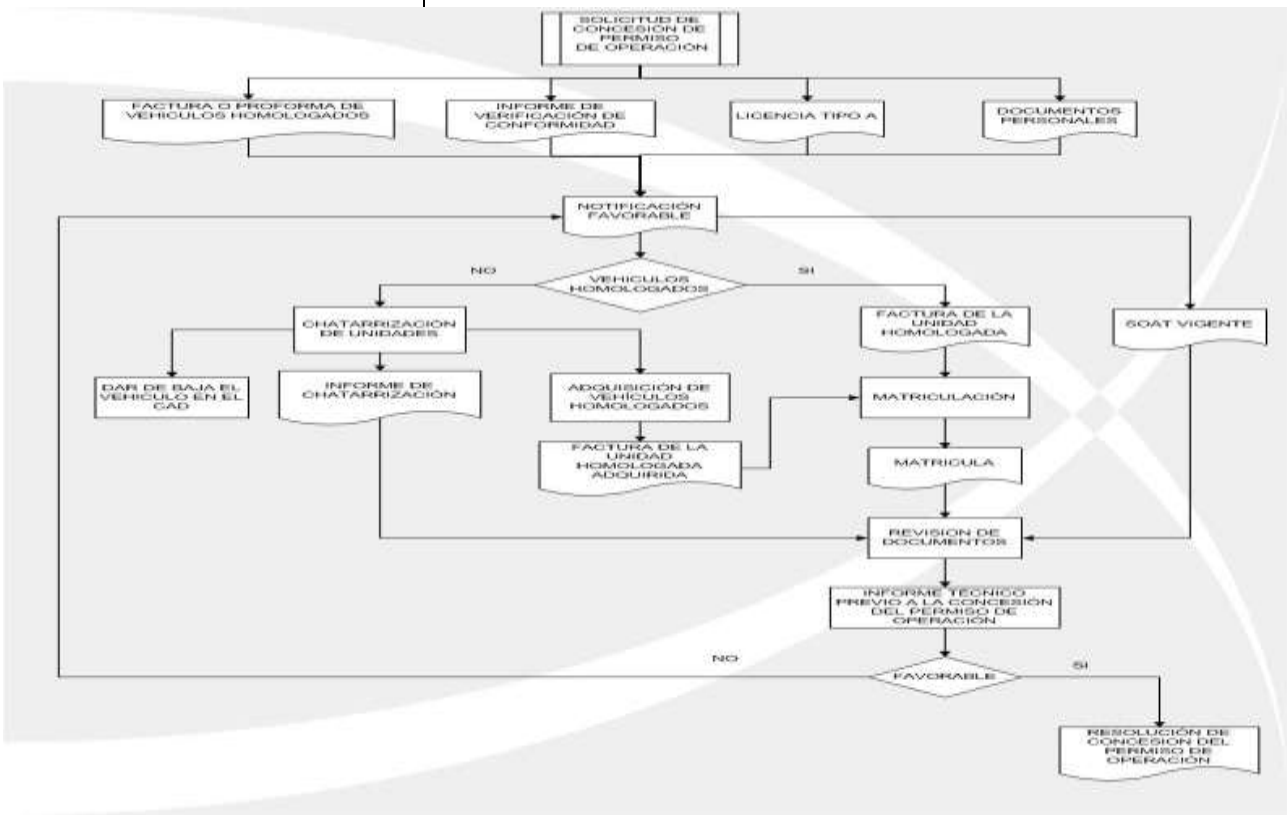 SOLICITUD DE
CONCESIÓN DE
PERMISO
DE OPERACIÓN
FACTURA O PROFORMA DE
VEHICULOS HOMOLOGADOS
INFORME DE
VERIFICACIÓN DE
CONFORMIDAD
LICENCIA TIPO A
DOCUMENTOS
PERSONALES
NOTIFICACIÓN
FAVORABLE
NO
VEHICULOS
HOMOLOGADOS
SI
CHATARRIZACIÓN
DE UNIDADES
FACTURA DE LA
UNIDAD
HOMOLOGADA
SOAT VIGENTE
DAR DE BAJA EL
VEHICULO EN EL
CAD
INFORME DE
CHATARRIZACIÓN
ADQUISICIÓN DE
VEHÍCULOS
HOMOLOGADOS
MATRICULACIÓN
FACTURA DE LA
UNIDAD
HOMOLOGADA
ADQUIRIDA
MATRICULA
REVISION DE
DOCUMENTOS
INFORME TÉCNICO
PREVIO A LA CONCESIÓN
DEL PERMISO DE
OPERACIÓN
NO
FAVORABLE
SI
RESOLUCIÓN DE
CONCESION DEL
PERMISO DE
OPERACIÓN